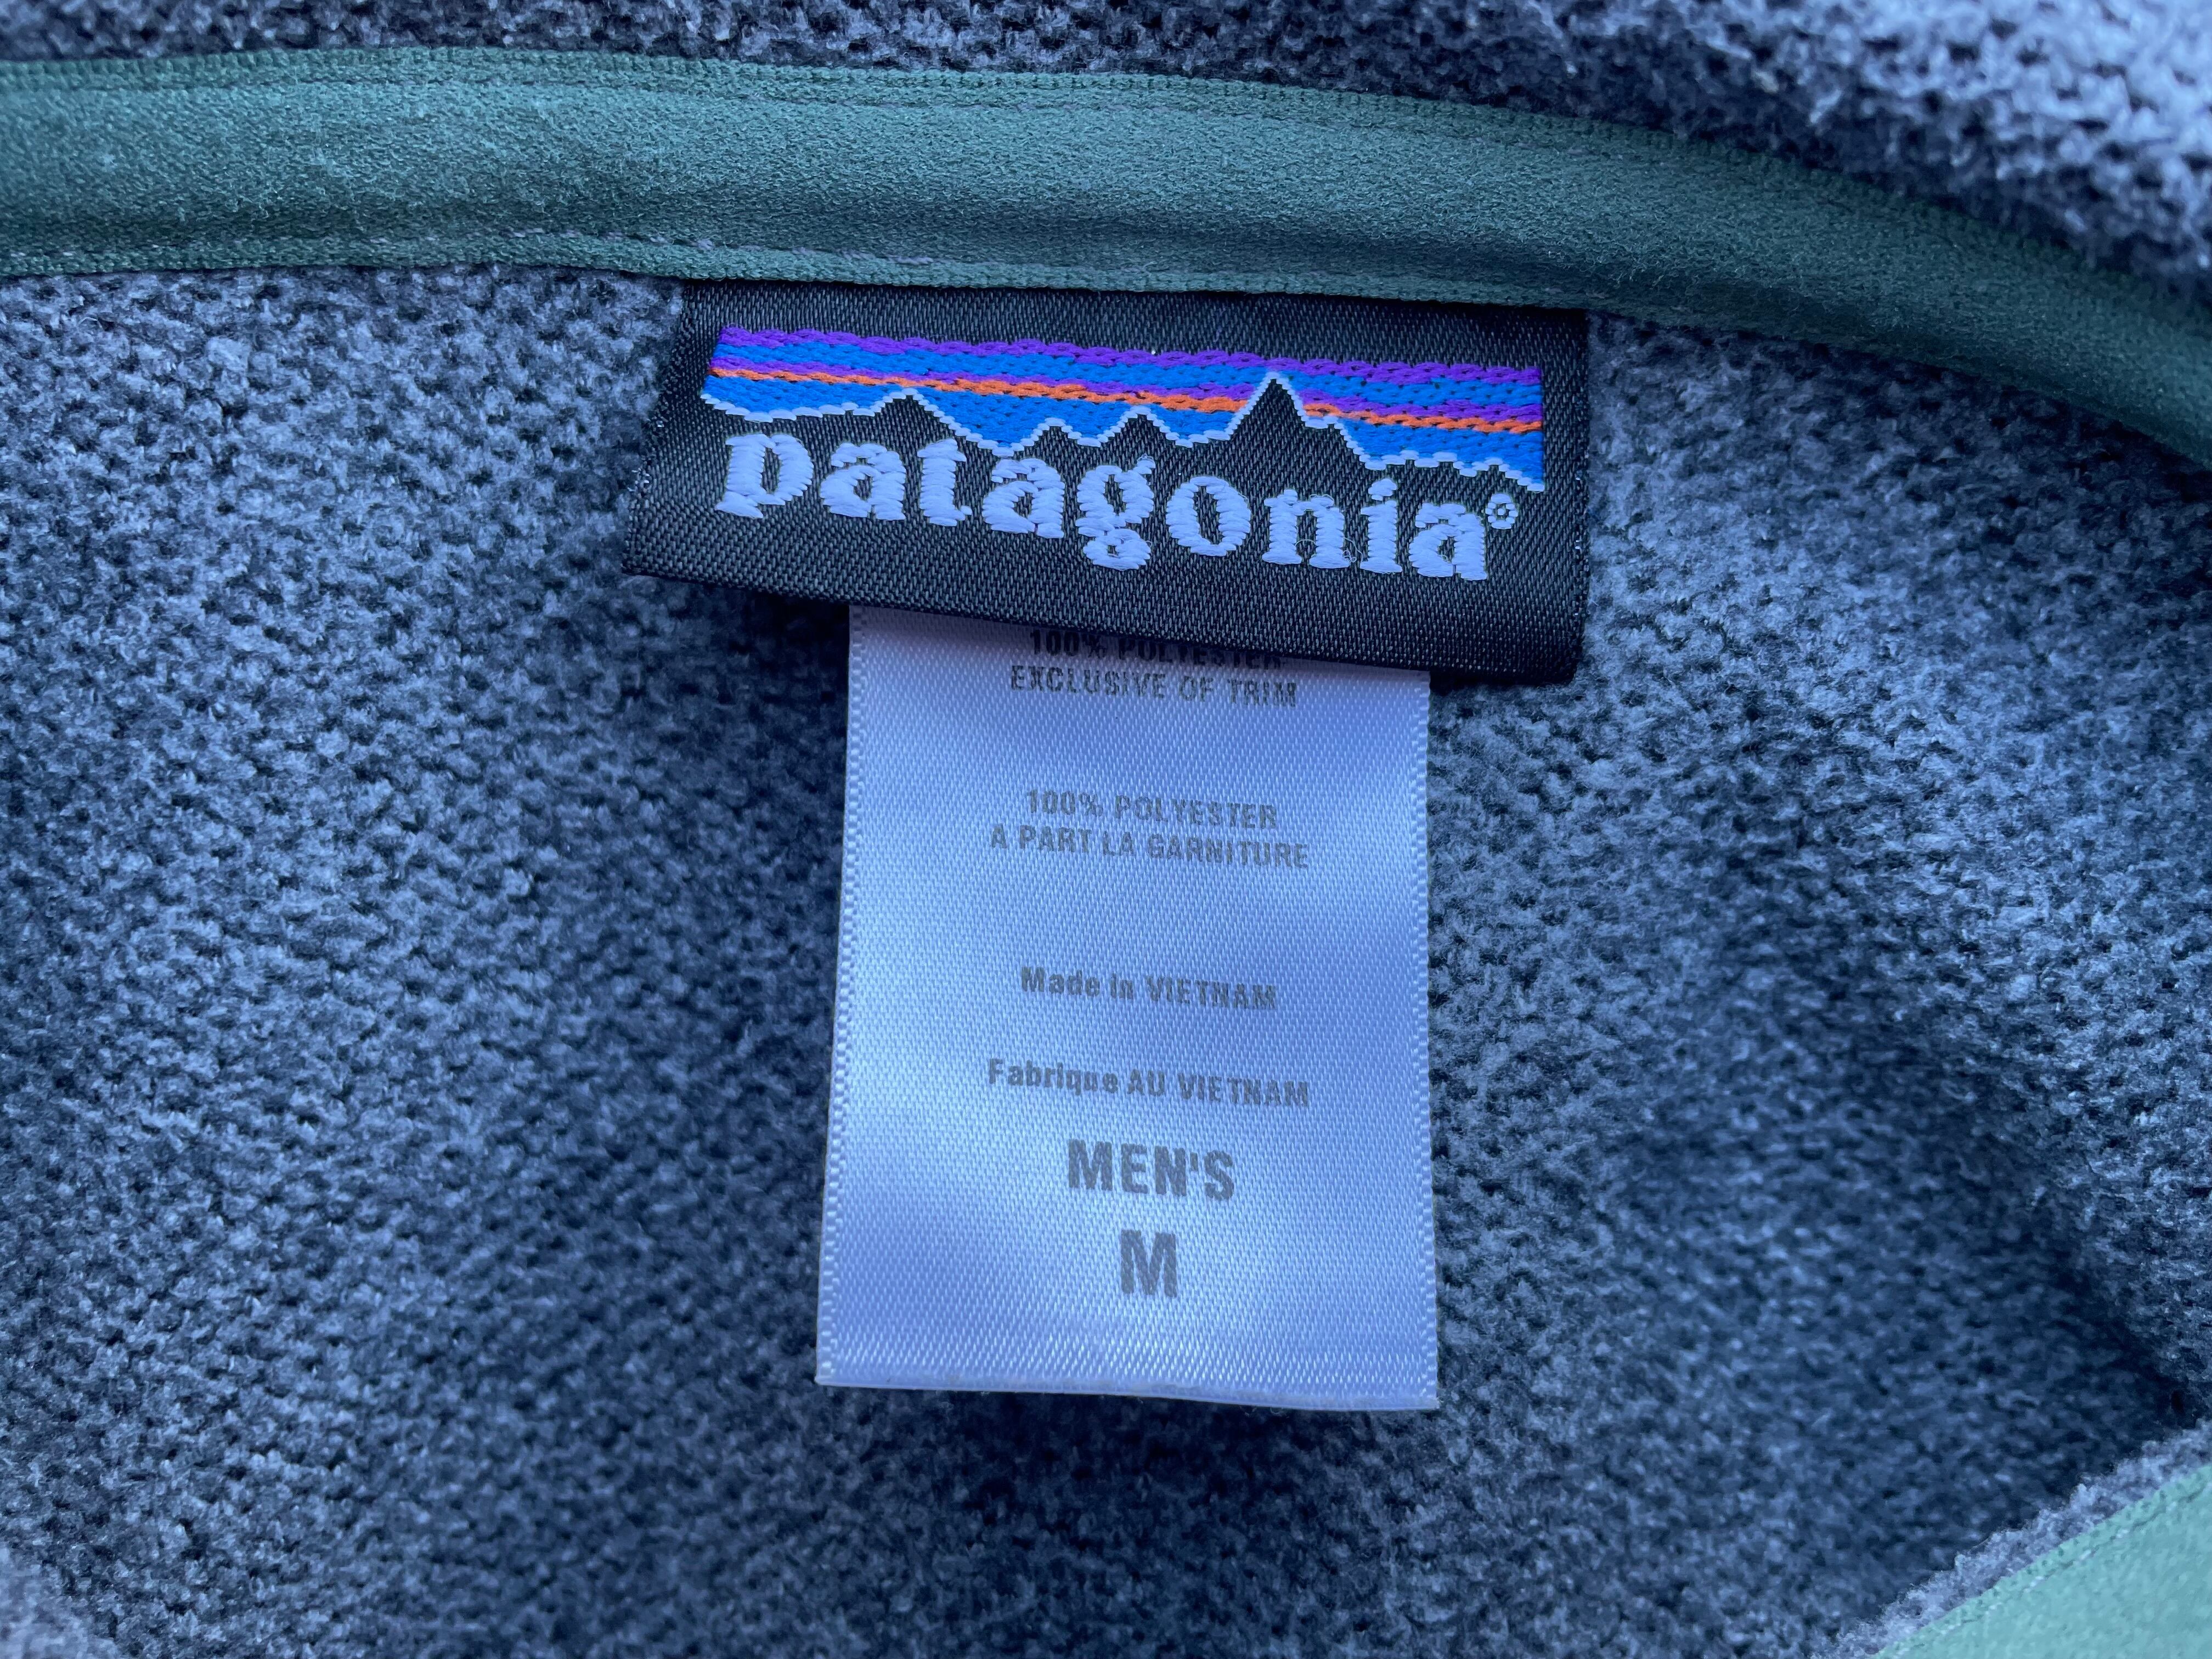 patagonia®
100% POLYESTER
EXCLUSIVE OF TRIM
100% POLYESTER
A PART LA GARNITURE
Made in VIETNAM
Fabrique AU VIETNAM
MEN'S
M